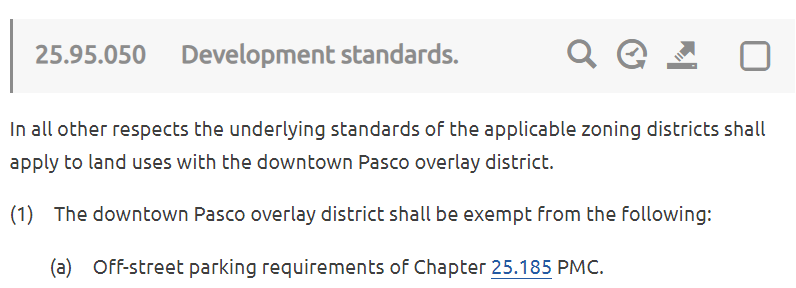 25.95.050 Development standards.
In all other respects the underlying standards of the applicable zoning districts shall
apply to land uses with the downtown Pasco overlay district.
(1) The downtown Pasco overlay district shall be exempt from the following:
(a) Off-street parking requirements of Chapter 25.185 PMC.